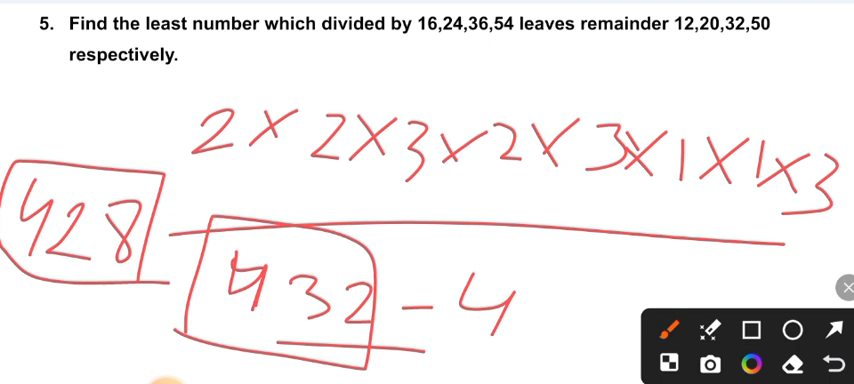 5. Find the least number which divided by 16,24,36,54 leaves remainder 12,20,32,50
respectively.
2 × 2 × 3 × 2 × 3 × 1 × 1 × 3
428
432 - 4